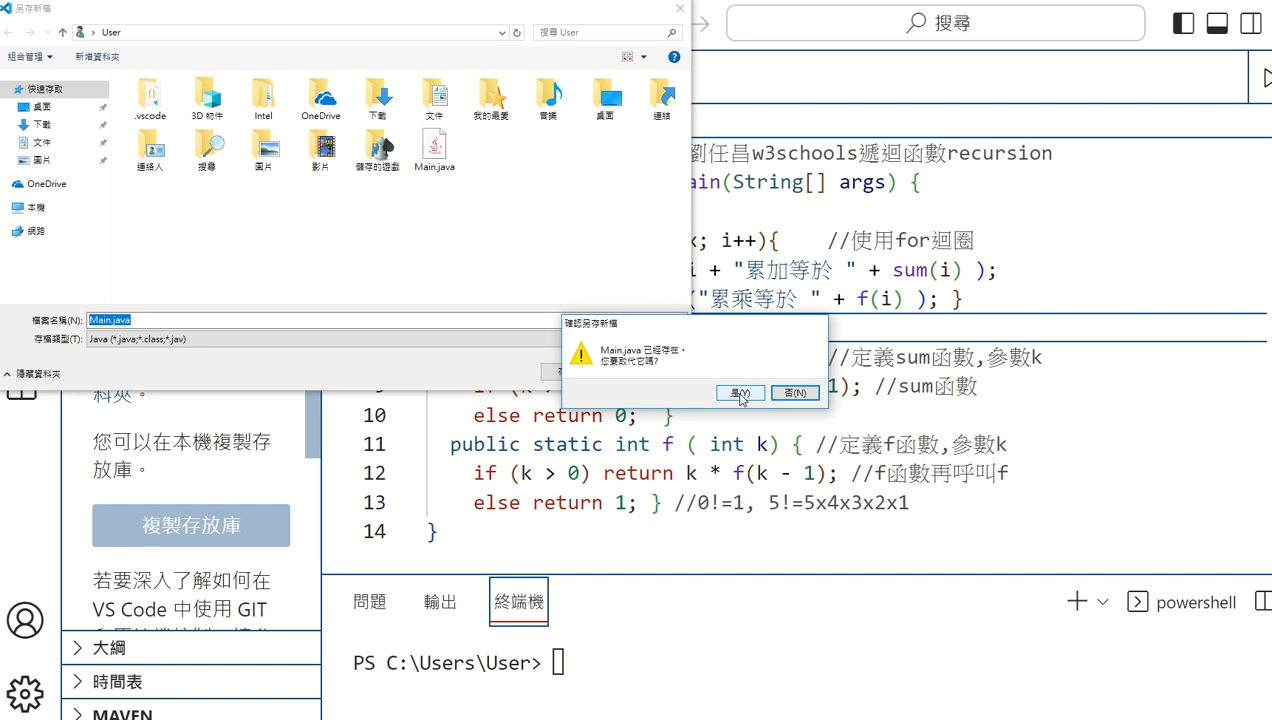 另存新檔
User
搜尋 User
組合管理
新增資料夾
快速存取
桌面
下載
文件
圖片
OneDrive
本機
網路
.vscode
3D 物件
Intel
OneDrive
下載
文件
我的最愛
音樂
桌面
連結
連絡人
搜尋
圖片
影片
儲存的遊戲
Main.java
檔案名稱(N):
Main.java
存檔類型(T):
Java (*.java;*.class;*.jav)
隱藏資料夾
確認另存新檔
Main.java 已經存在。
您要取代它嗎?
是(Y)
否(N)
搜尋
劉任昌w3schools遞迴函數recursion
ain(String[] args) {
; i++){ //使用for迴圈
i + "累加等於 " + sum(i) );
("累乘等於 " + f(i) ); }
//定義sum函數,參數k
1); //sum函數
10 else return 0; }
11 public static int f ( int k) { //定義f函數,參數k
12 if (k > 0) return k * f(k - 1); //f函數再呼叫f
13 else return 1; } //0!=1, 5!=5x4x3x2x1
14 }
料夾。
您可以在本機複製存
放庫。
複製存放庫
若要深入了解如何在
VS Code 中使用 GIT
大綱
時間表
MAVEN
問題
輸出
終端機
powershell
PS C:\Users\User>